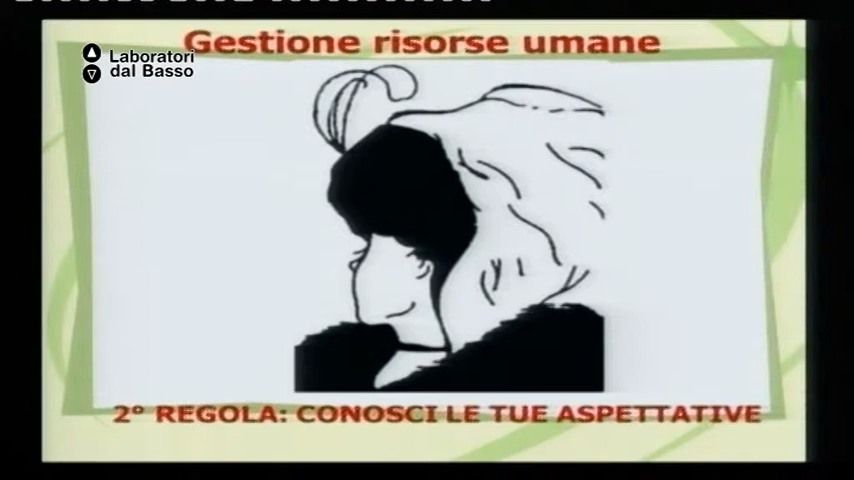 Gestione risorse umane
Laboratori
dal Basso
2° REGOLA: CONOSCI LE TUE ASPETTATIVE